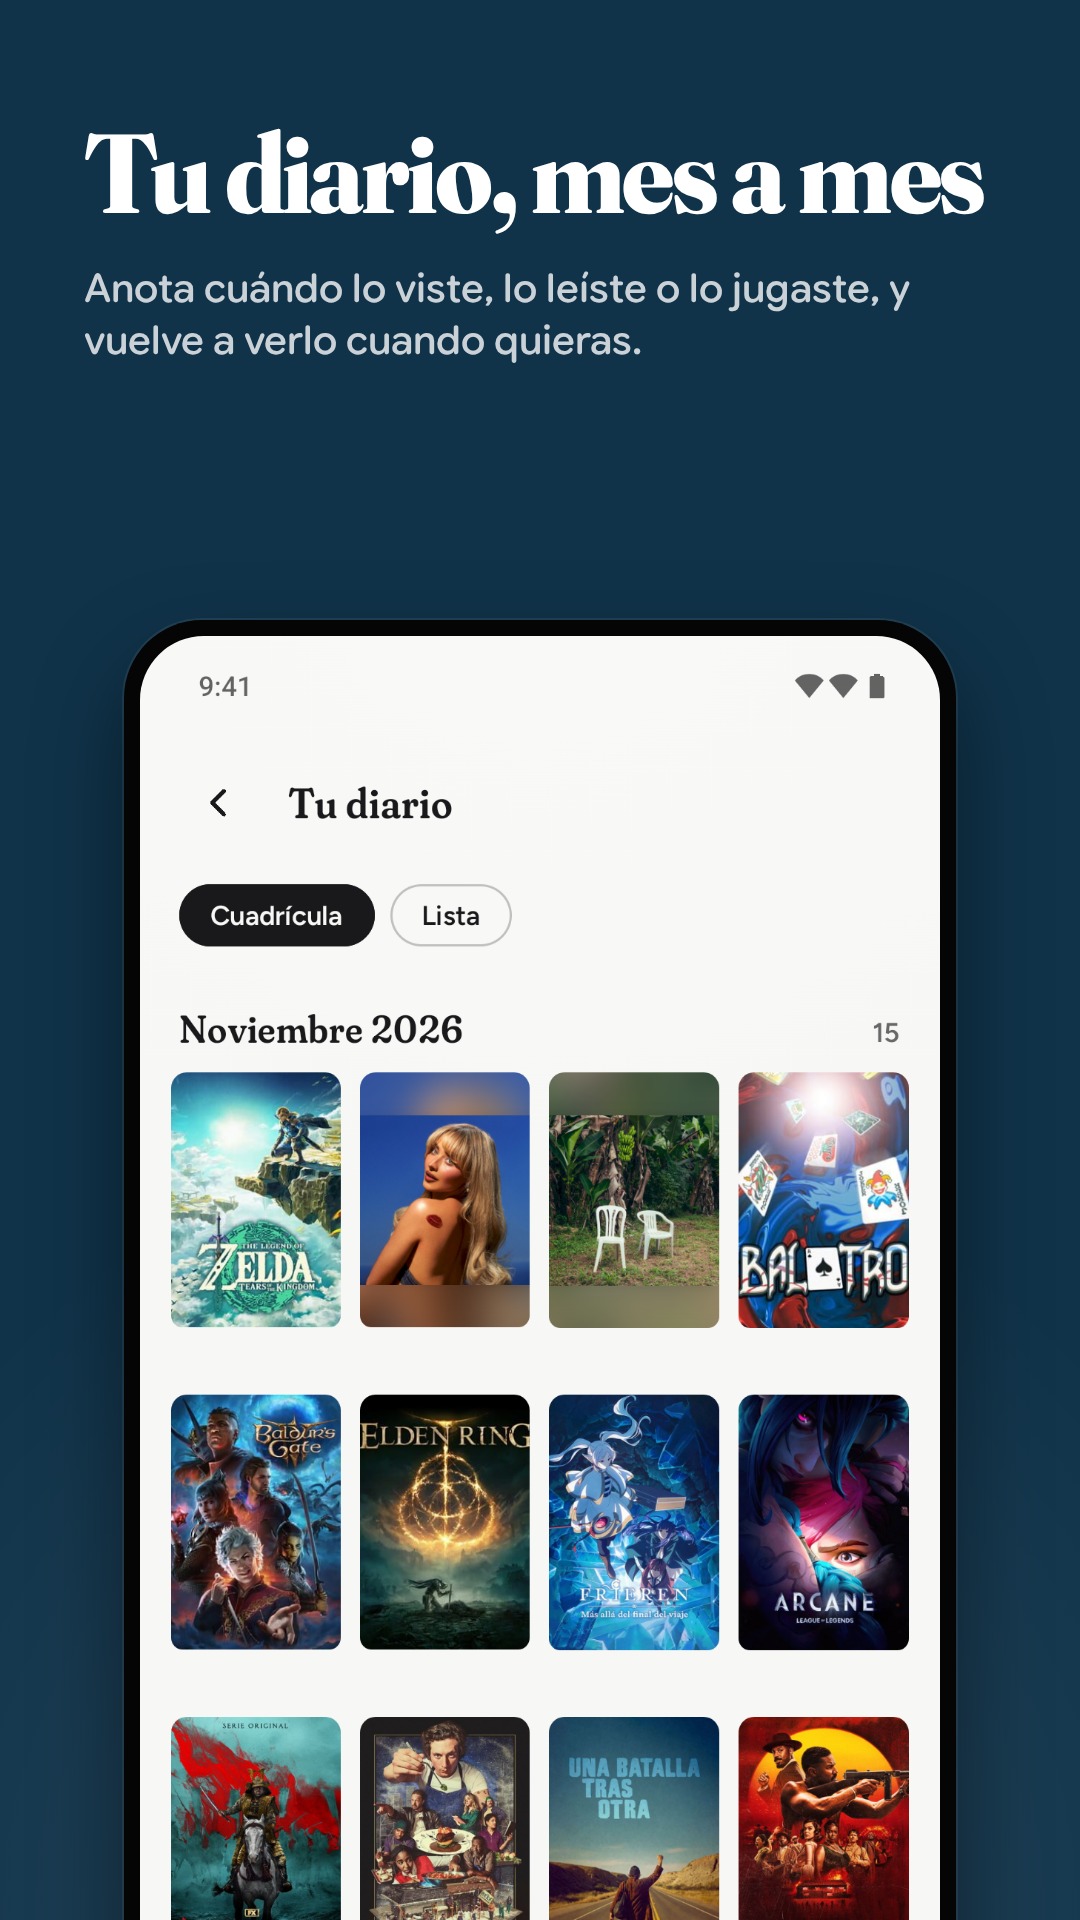 Tu diario, mes a mes
Anota cuándo lo viste, lo leíste o lo jugaste, y
vuelve a verlo cuando quieras.
9:41
Tu diario
Cuadrícula
Lista
Noviembre 2026
15
THE LEGEND OF
ZELDA
TEARS OF THE KINGDOM
BALATRO
JOKER
Baldur's
Gate
ELDEN RING
FRIEREN
Más allá del final del viaje
ARCANE
LEAGUE OF LEGENDS
SERIE ORIGINAL
FX
UNA BATALLA
TRAS
OTRA